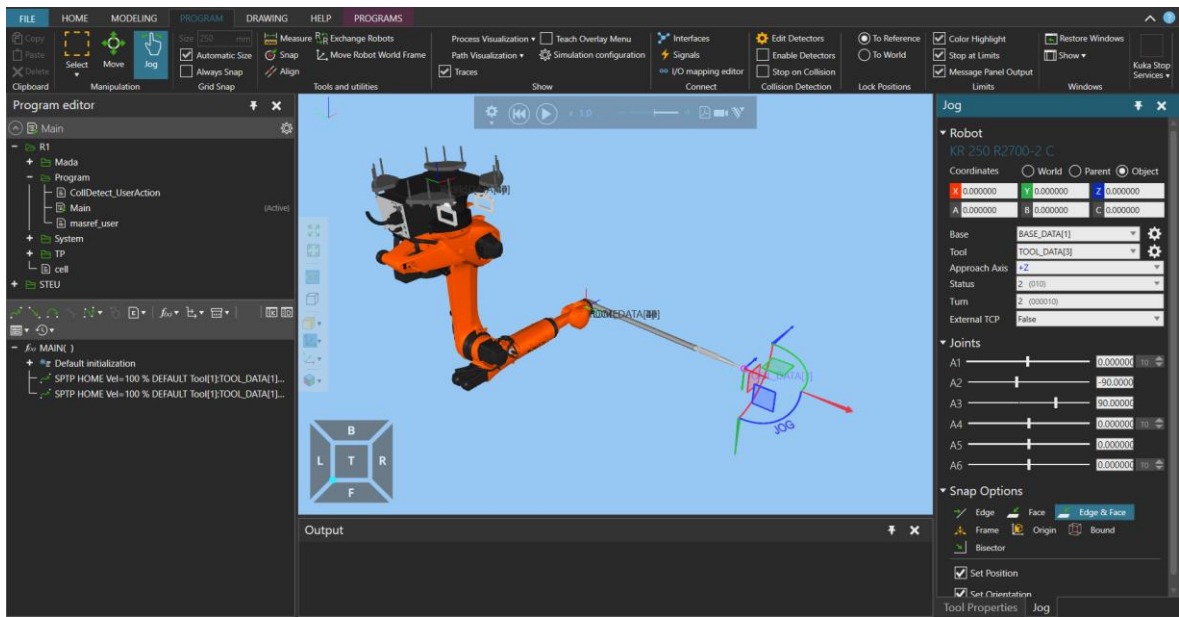 FILE HOME MODELING PROGRAM DRAWING HELP PROGRAMS
Copy
Paste
Delete
Clipboard
Select Move Jog
Manipulation
Size 250 mm
Automatic Size
Always Snap
Grid Snap
Measure Exchange Robots
Snap Move Robot World Frame
Align
Tools and utilities
Process Visualization Teach Overlay Menu
Path Visualization Simulation configuration
Traces
Show
Interfaces
Signals
I/O mapping editor
Connect
Edit Detectors
Enable Detectors
Stop on Collision
Collision Detection
To Reference
To World
Lock Positions
Color Highlight
Stop at Limits
Message Panel Output
Limits
Restore Windows
Show
Windows
Kuka Stop
Services
Program editor
Main
R1
Mada
Program
CollDetect_UserAction
Main (Active)
masref_user
System
TP
cell
STEU
MAIN( )
Default initialization
SPTP HOME Vel=100 % DEFAULT Tool[1]:TOOL_DATA[1]...
SPTP HOME Vel=100 % DEFAULT Tool[1]:TOOL_DATA[1]...
x 1.0
JOG
B
L T R
F
Output
Jog
Robot
KR 250 R2700-2 C
Coordinates World Parent Object
X 0.000000 Y 0.000000 Z 0.000000
A 0.000000 B 0.000000 C 0.000000
Base BASE_DATA[1]
Tool TOOL_DATA[3]
Approach Axis +Z
Status 2 (010)
Turn 2 (000010)
External TCP False
Joints
A1 0.000000 TO
A2 -90.0000
A3 90.00000
A4 0.000000 TO
A5 0.000000
A6 0.000000 TO
Snap Options
Edge Face Edge & Face
Frame Origin Bound
Bisector
Set Position
Set Orientation
Tool Properties Jog